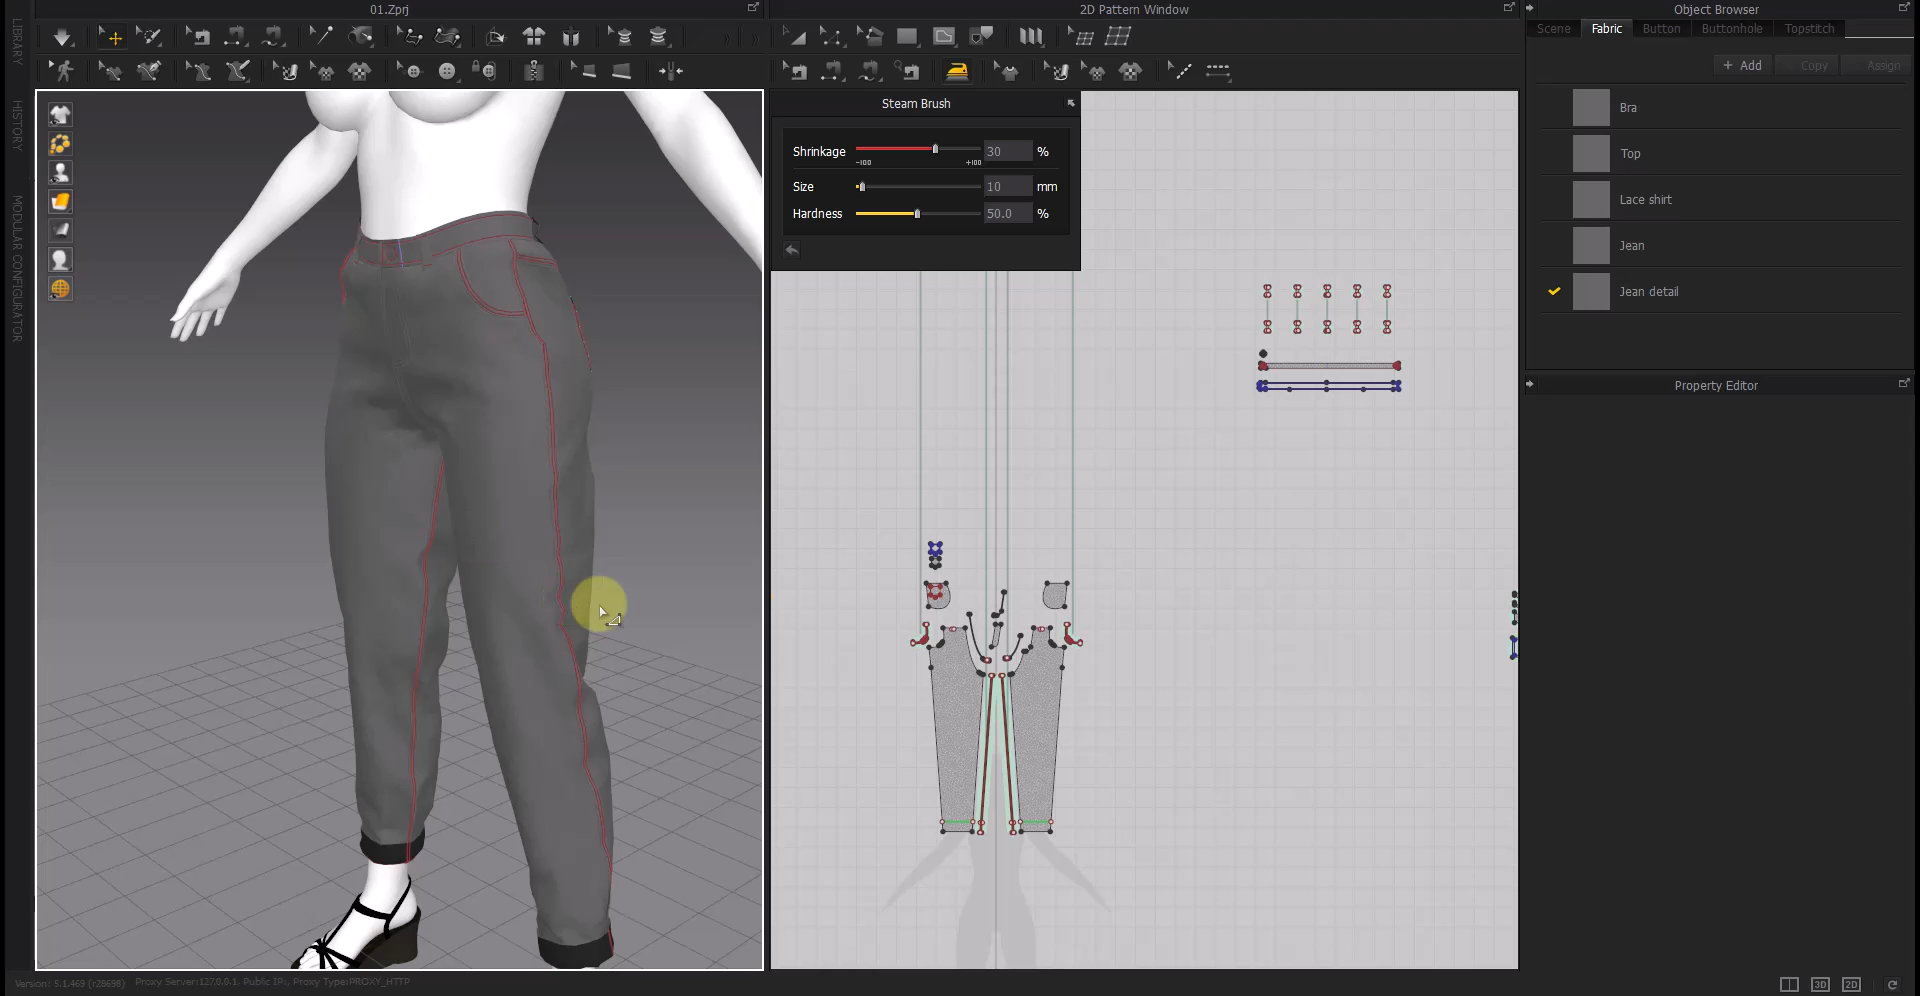 01.Zprj
2D Pattern Window
Object Browser
Scene
Fabric
Button
Buttonhole
Topstitch
+ Add
Copy
Assign
LIBRARY
HISTORY
MODULAR CONFIGURATOR
Steam Brush
Shrinkage
30
%
-100
+100
Size
10
mm
Hardness
50.0
%
Bra
Top
Lace shirt
Jean
Jean detail
Property Editor
Version: 5.1.469 (r28698)
Proxy Server:127.0.0.1, Public IP:, Proxy Type:PROXY_HTTP
3D
2D